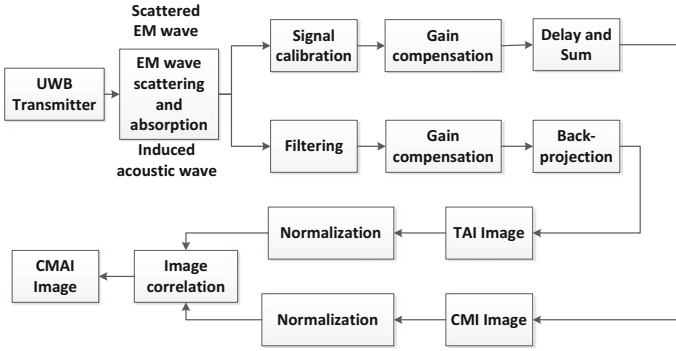 Scattered
EM wave
UWB
Transmitter
EM wave
scattering
and
absorption
Induced
acoustic wave
Signal
calibration
Gain
compensation
Delay and
Sum
Filtering
Gain
compensation
Back-
projection
Normalization
TAI Image
CMAI
Image
Image
correlation
Normalization
CMI Image